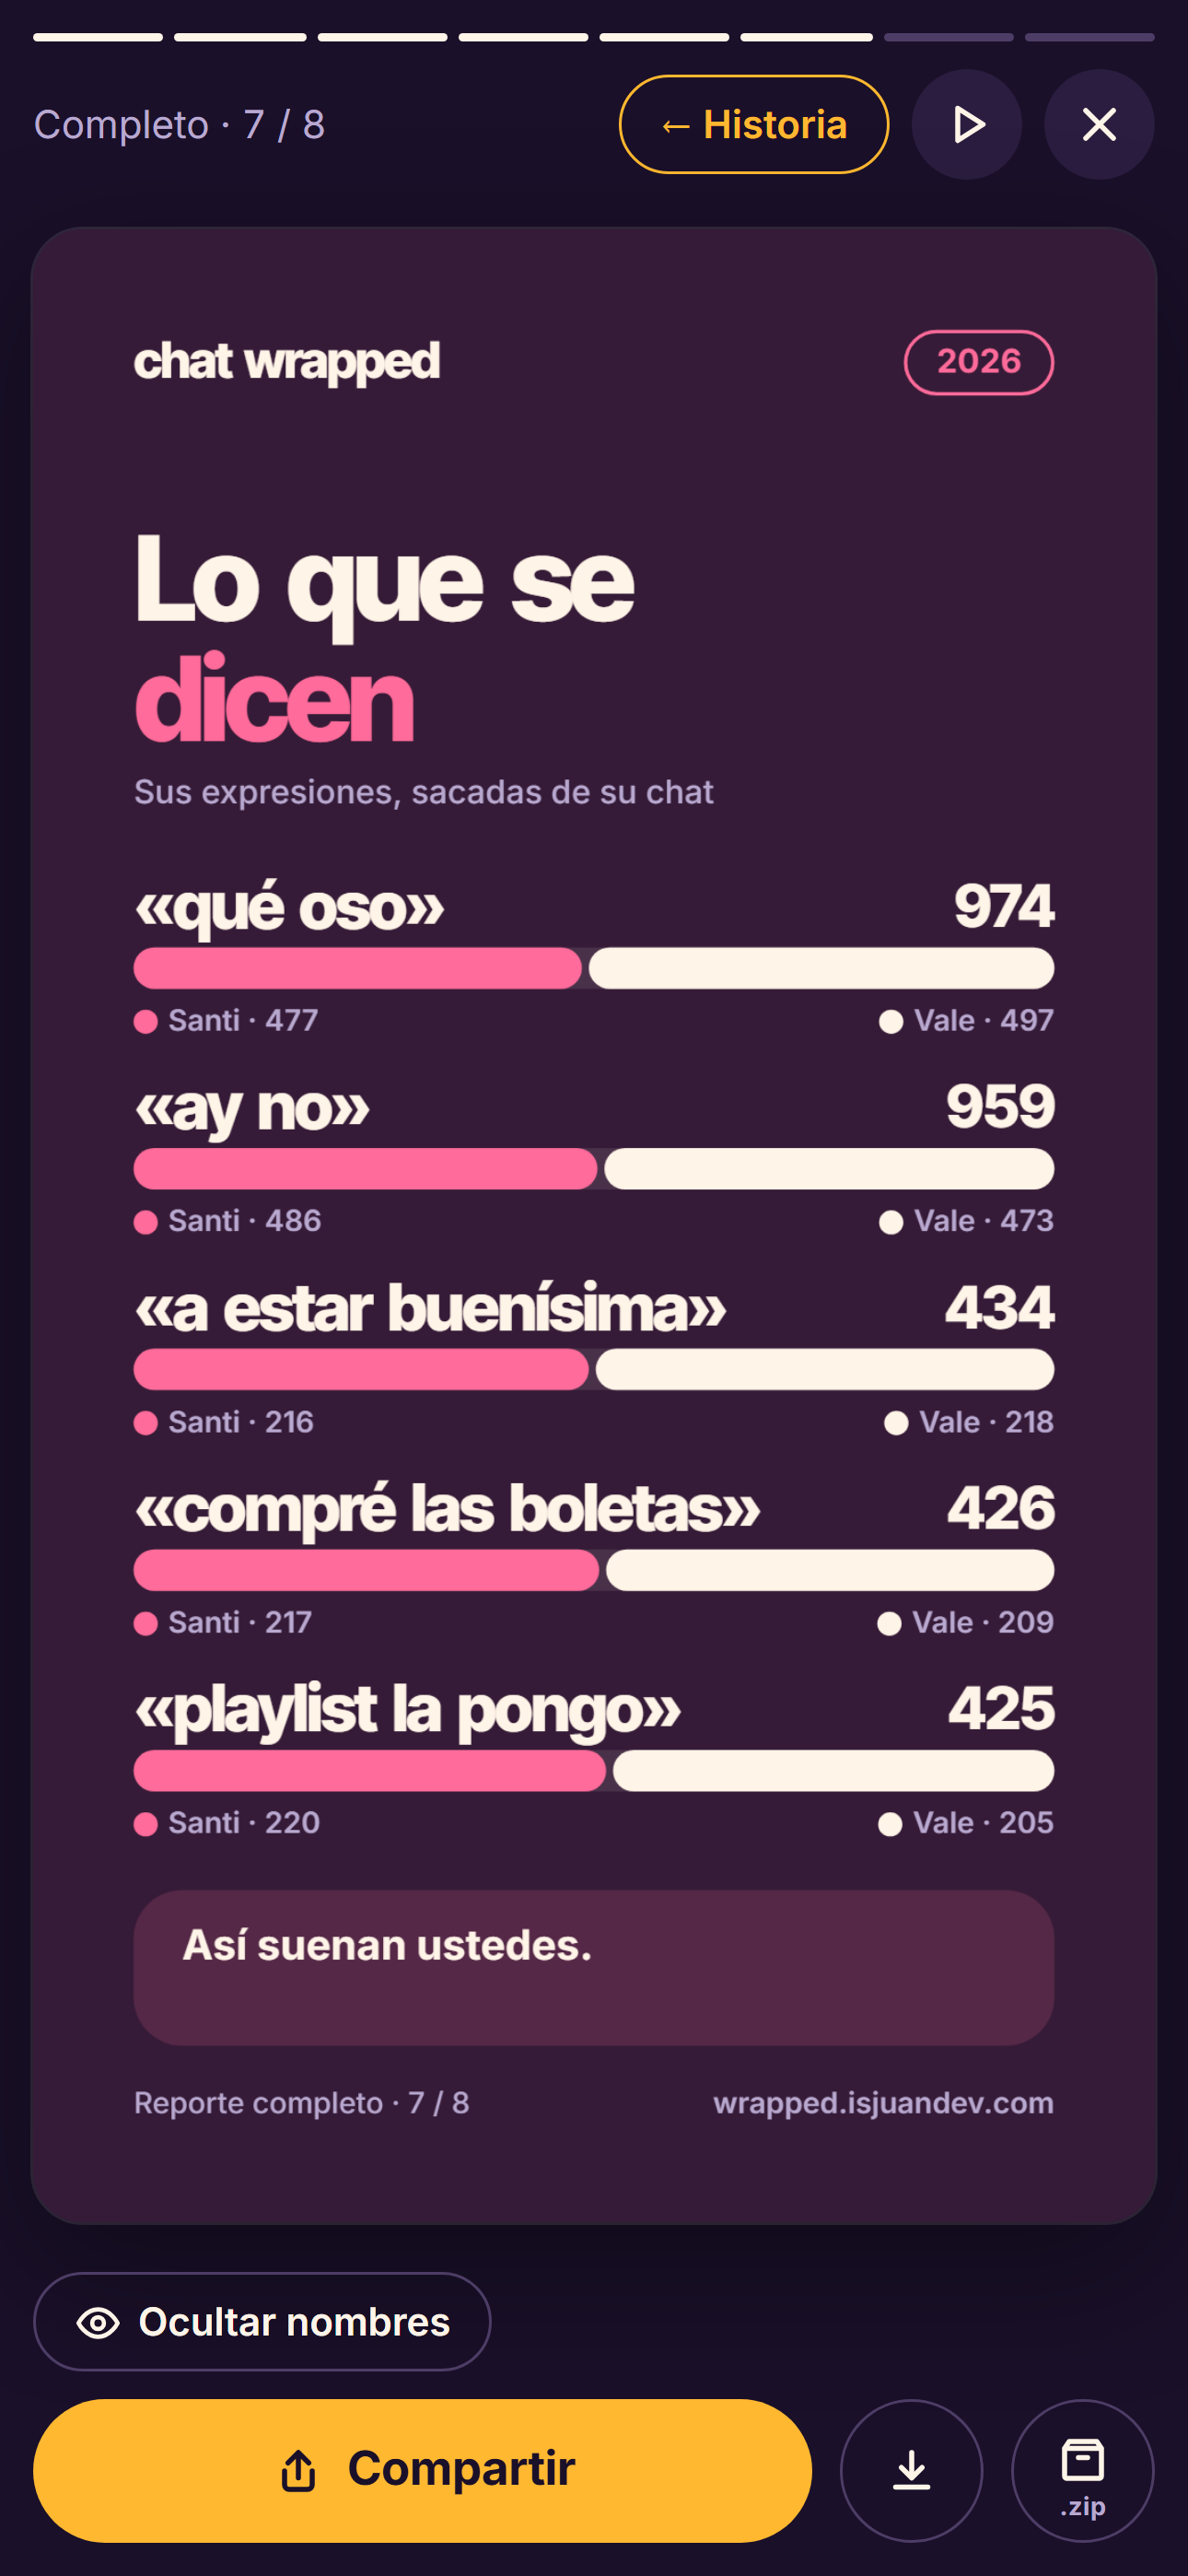 Completo · 7 / 8
← Historia
chat wrapped
2026
Lo que se
dicen
Sus expresiones, sacadas de su chat
«qué oso» 974
Santi · 477 Vale · 497
«ay no» 959
Santi · 486 Vale · 473
«a estar buenísima» 434
Santi · 216 Vale · 218
«compré las boletas» 426
Santi · 217 Vale · 209
«playlist la pongo» 425
Santi · 220 Vale · 205
Así suenan ustedes.
Reporte completo · 7 / 8 wrapped.isjuandev.com
Ocultar nombres
Compartir
.zip